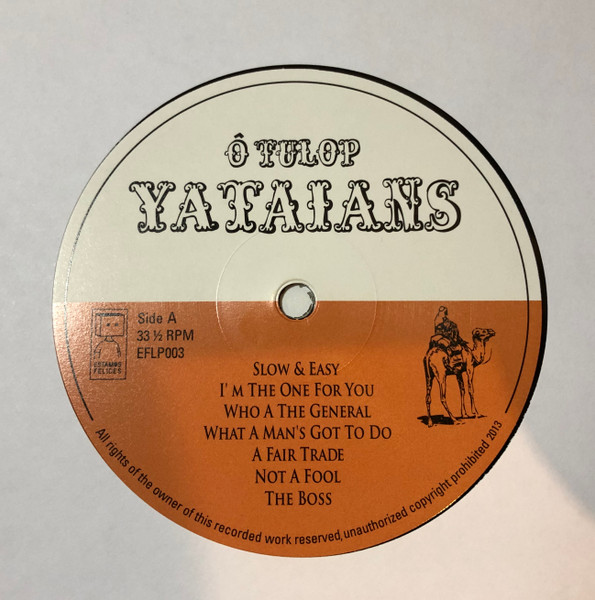 Ô TULOP
YATAIANS
Side A
33 ½ RPM
EFLP003
ESTAMOS
FELICES
SLOW & EASY
I' M THE ONE FOR YOU
WHO A THE GENERAL
WHAT A MAN'S GOT TO DO
A FAIR TRADE
NOT A FOOL
THE BOSS
All rights of the owner of this recorded work reserved, unauthorized copyright prohibited 2013